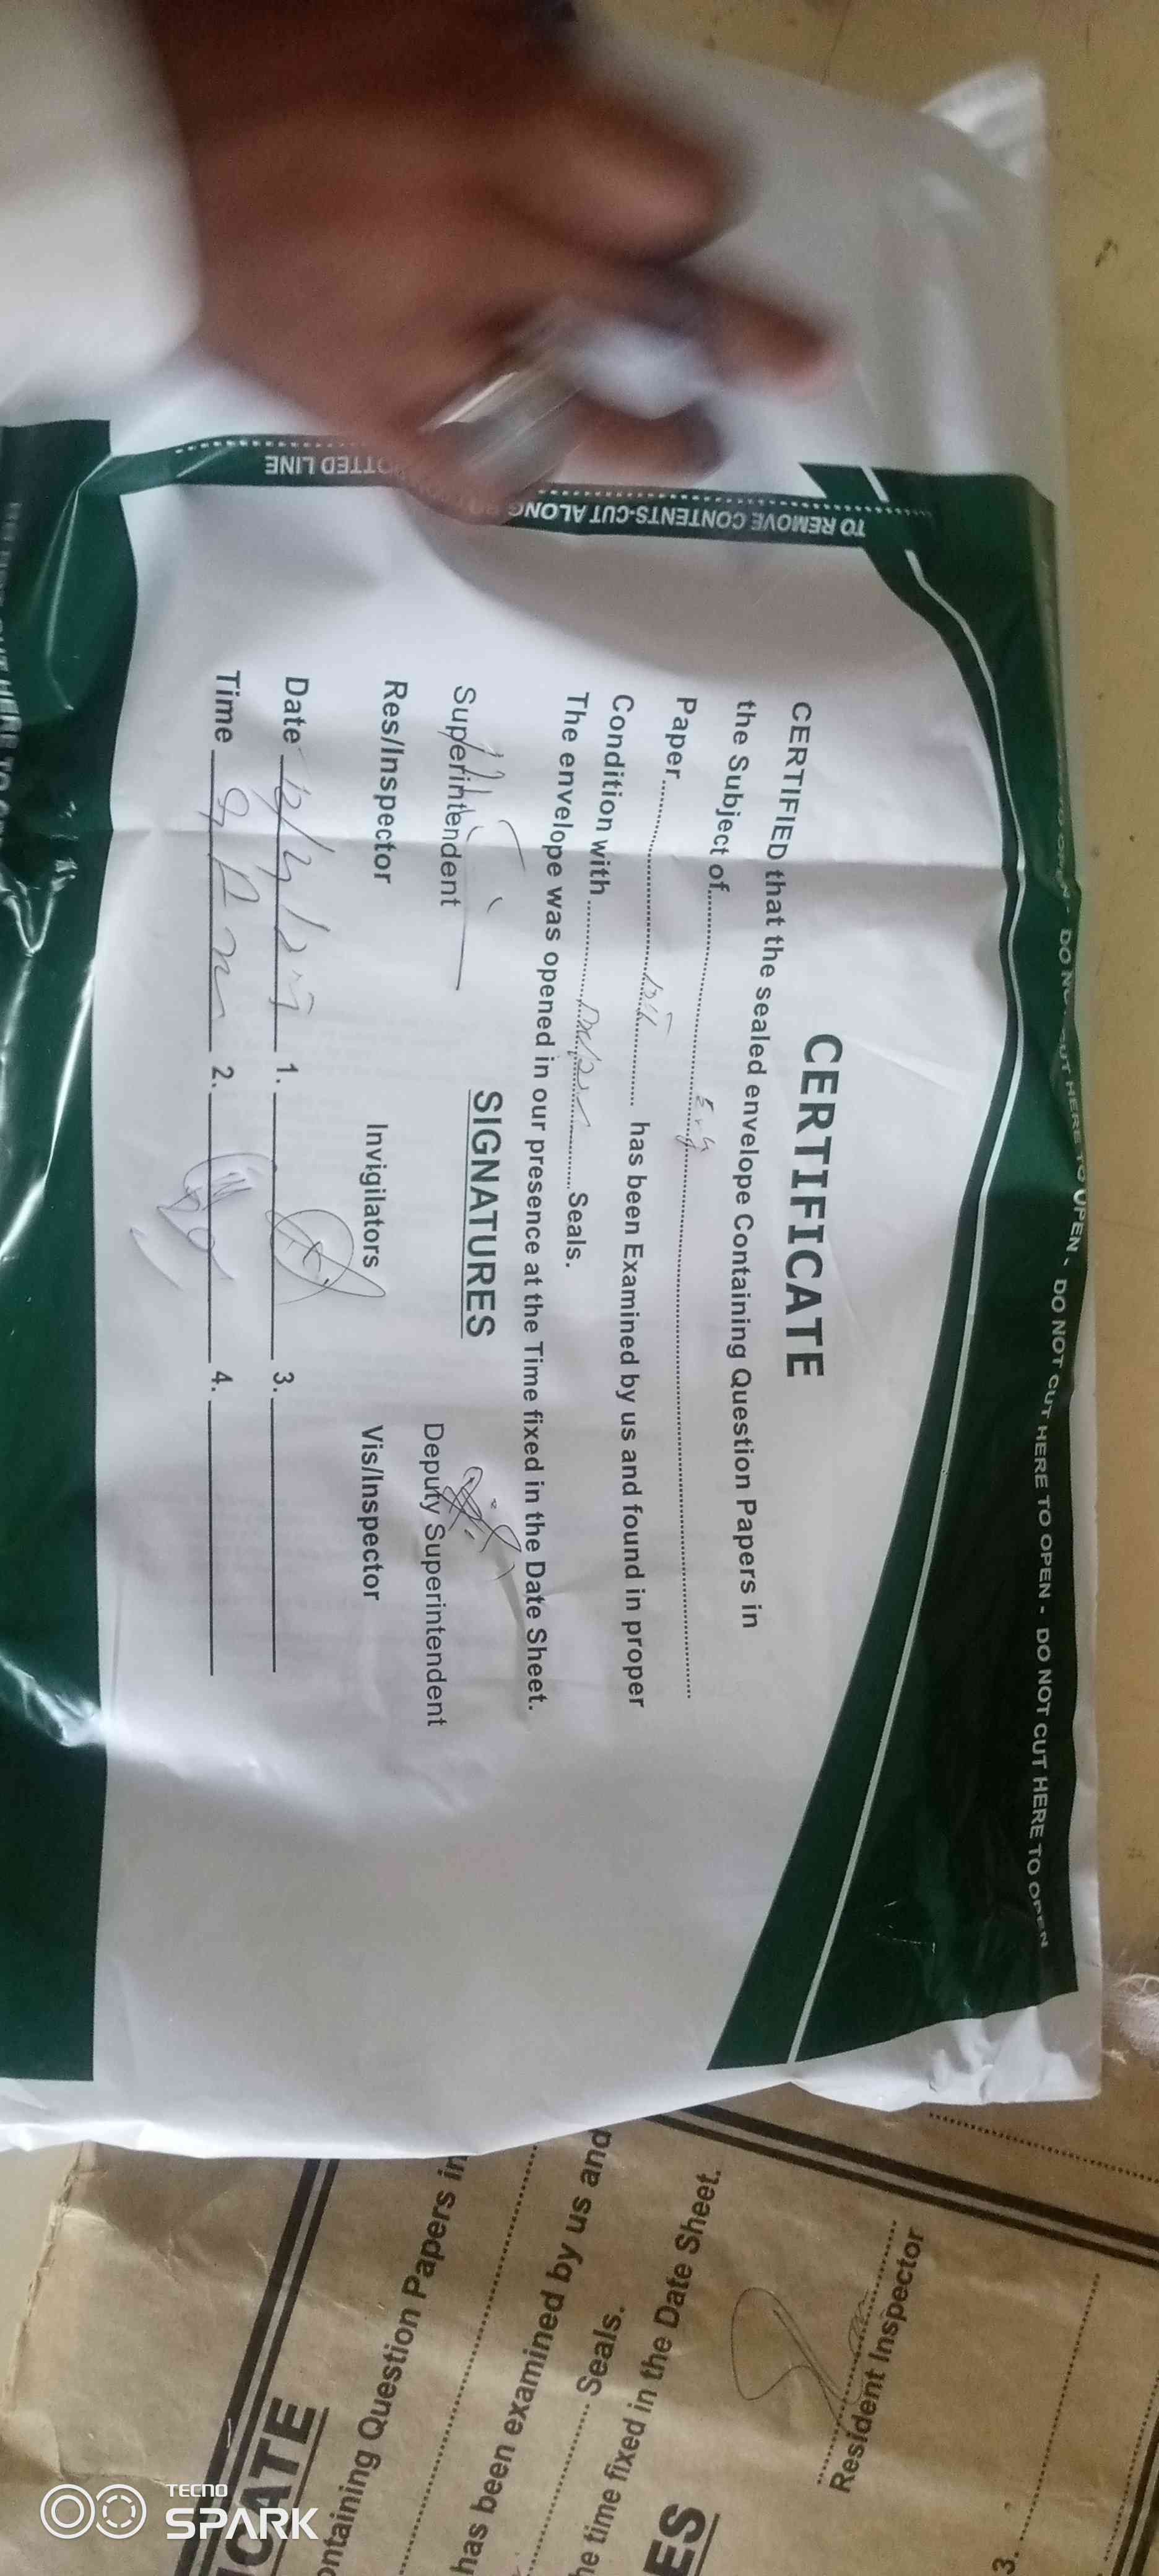 TO REMOVE CONTENTS-CUT ALONG
OTTED LINE
DO NOT CUT HERE TO OPEN - DO NOT CUT HERE TO OPEN - DO NOT CUT HERE TO OPEN
CERTIFICATE
CERTIFIED that the sealed envelope Containing Question Papers in
the Subject of Eng
Paper has been Examined by us and found in proper
Condition with Seals.
The envelope was opened in our presence at the Time fixed in the Date Sheet.
SIGNATURES
Superintendent Deputy Superintendent
Res/Inspector Invigilators Vis/Inspector
Date 1. 3.
Time 2. 4.
ICATE
ontaining Question Papers in
has been examined by us and
Seals.
he time fixed in the Date Sheet.
ES
Resident Inspector
3.
TECNO
SPARK